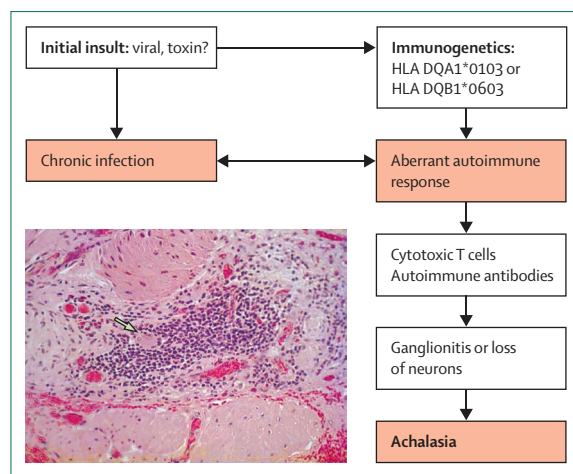 Initial insult: viral, toxin?
Immunogenetics:
HLA DQA1*0103 or
HLA DQB1*0603
Chronic infection
Aberrant autoimmune
response
Cytotoxic T cells
Autoimmune antibodies
Ganglionitis or loss
of neurons
Achalasia